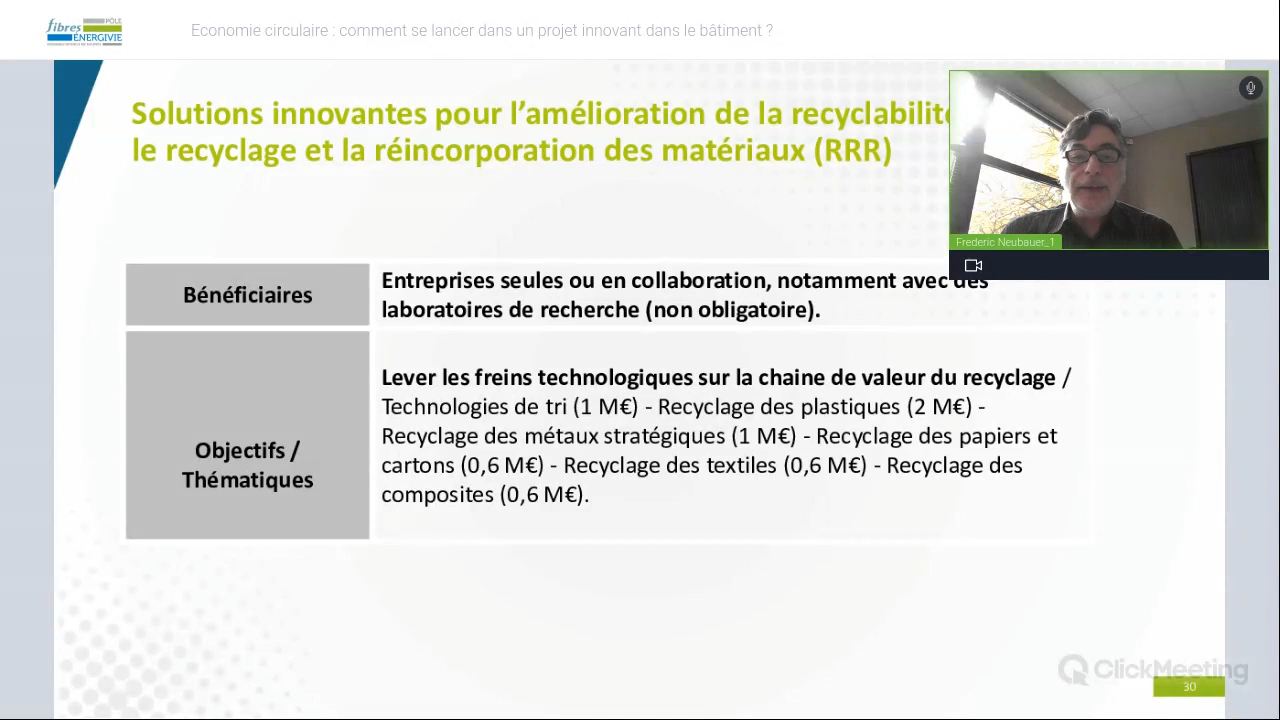 fibres
PÔLE
ÉNERGIVIE
Economie circulaire : comment se lancer dans un projet innovant dans le bâtiment ?
Solutions innovantes pour l’amélioration de la recyclabilité
le recyclage et la réincorporation des matériaux (RRR)
Frederic Neubauer_1
Bénéficiaires
Entreprises seules ou en collaboration, notamment avec des
laboratoires de recherche (non obligatoire).
Objectifs /
Thématiques
Lever les freins technologiques sur la chaine de valeur du recyclage /
Technologies de tri (1 M€) - Recyclage des plastiques (2 M€) -
Recyclage des métaux stratégiques (1 M€) - Recyclage des papiers et
cartons (0,6 M€) - Recyclage des textiles (0,6 M€) - Recyclage des
composites (0,6 M€).
ClickMeeting
30